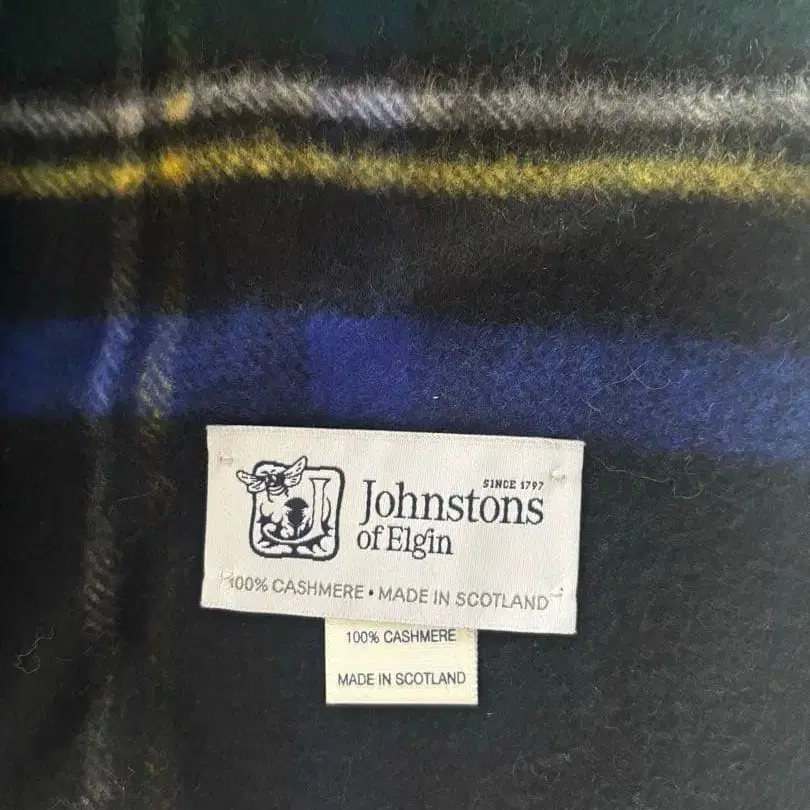 SINCE 1797
Johnstons
of Elgin
100% CASHMERE • MADE IN SCOTLAND
100% CASHMERE
MADE IN SCOTLAND